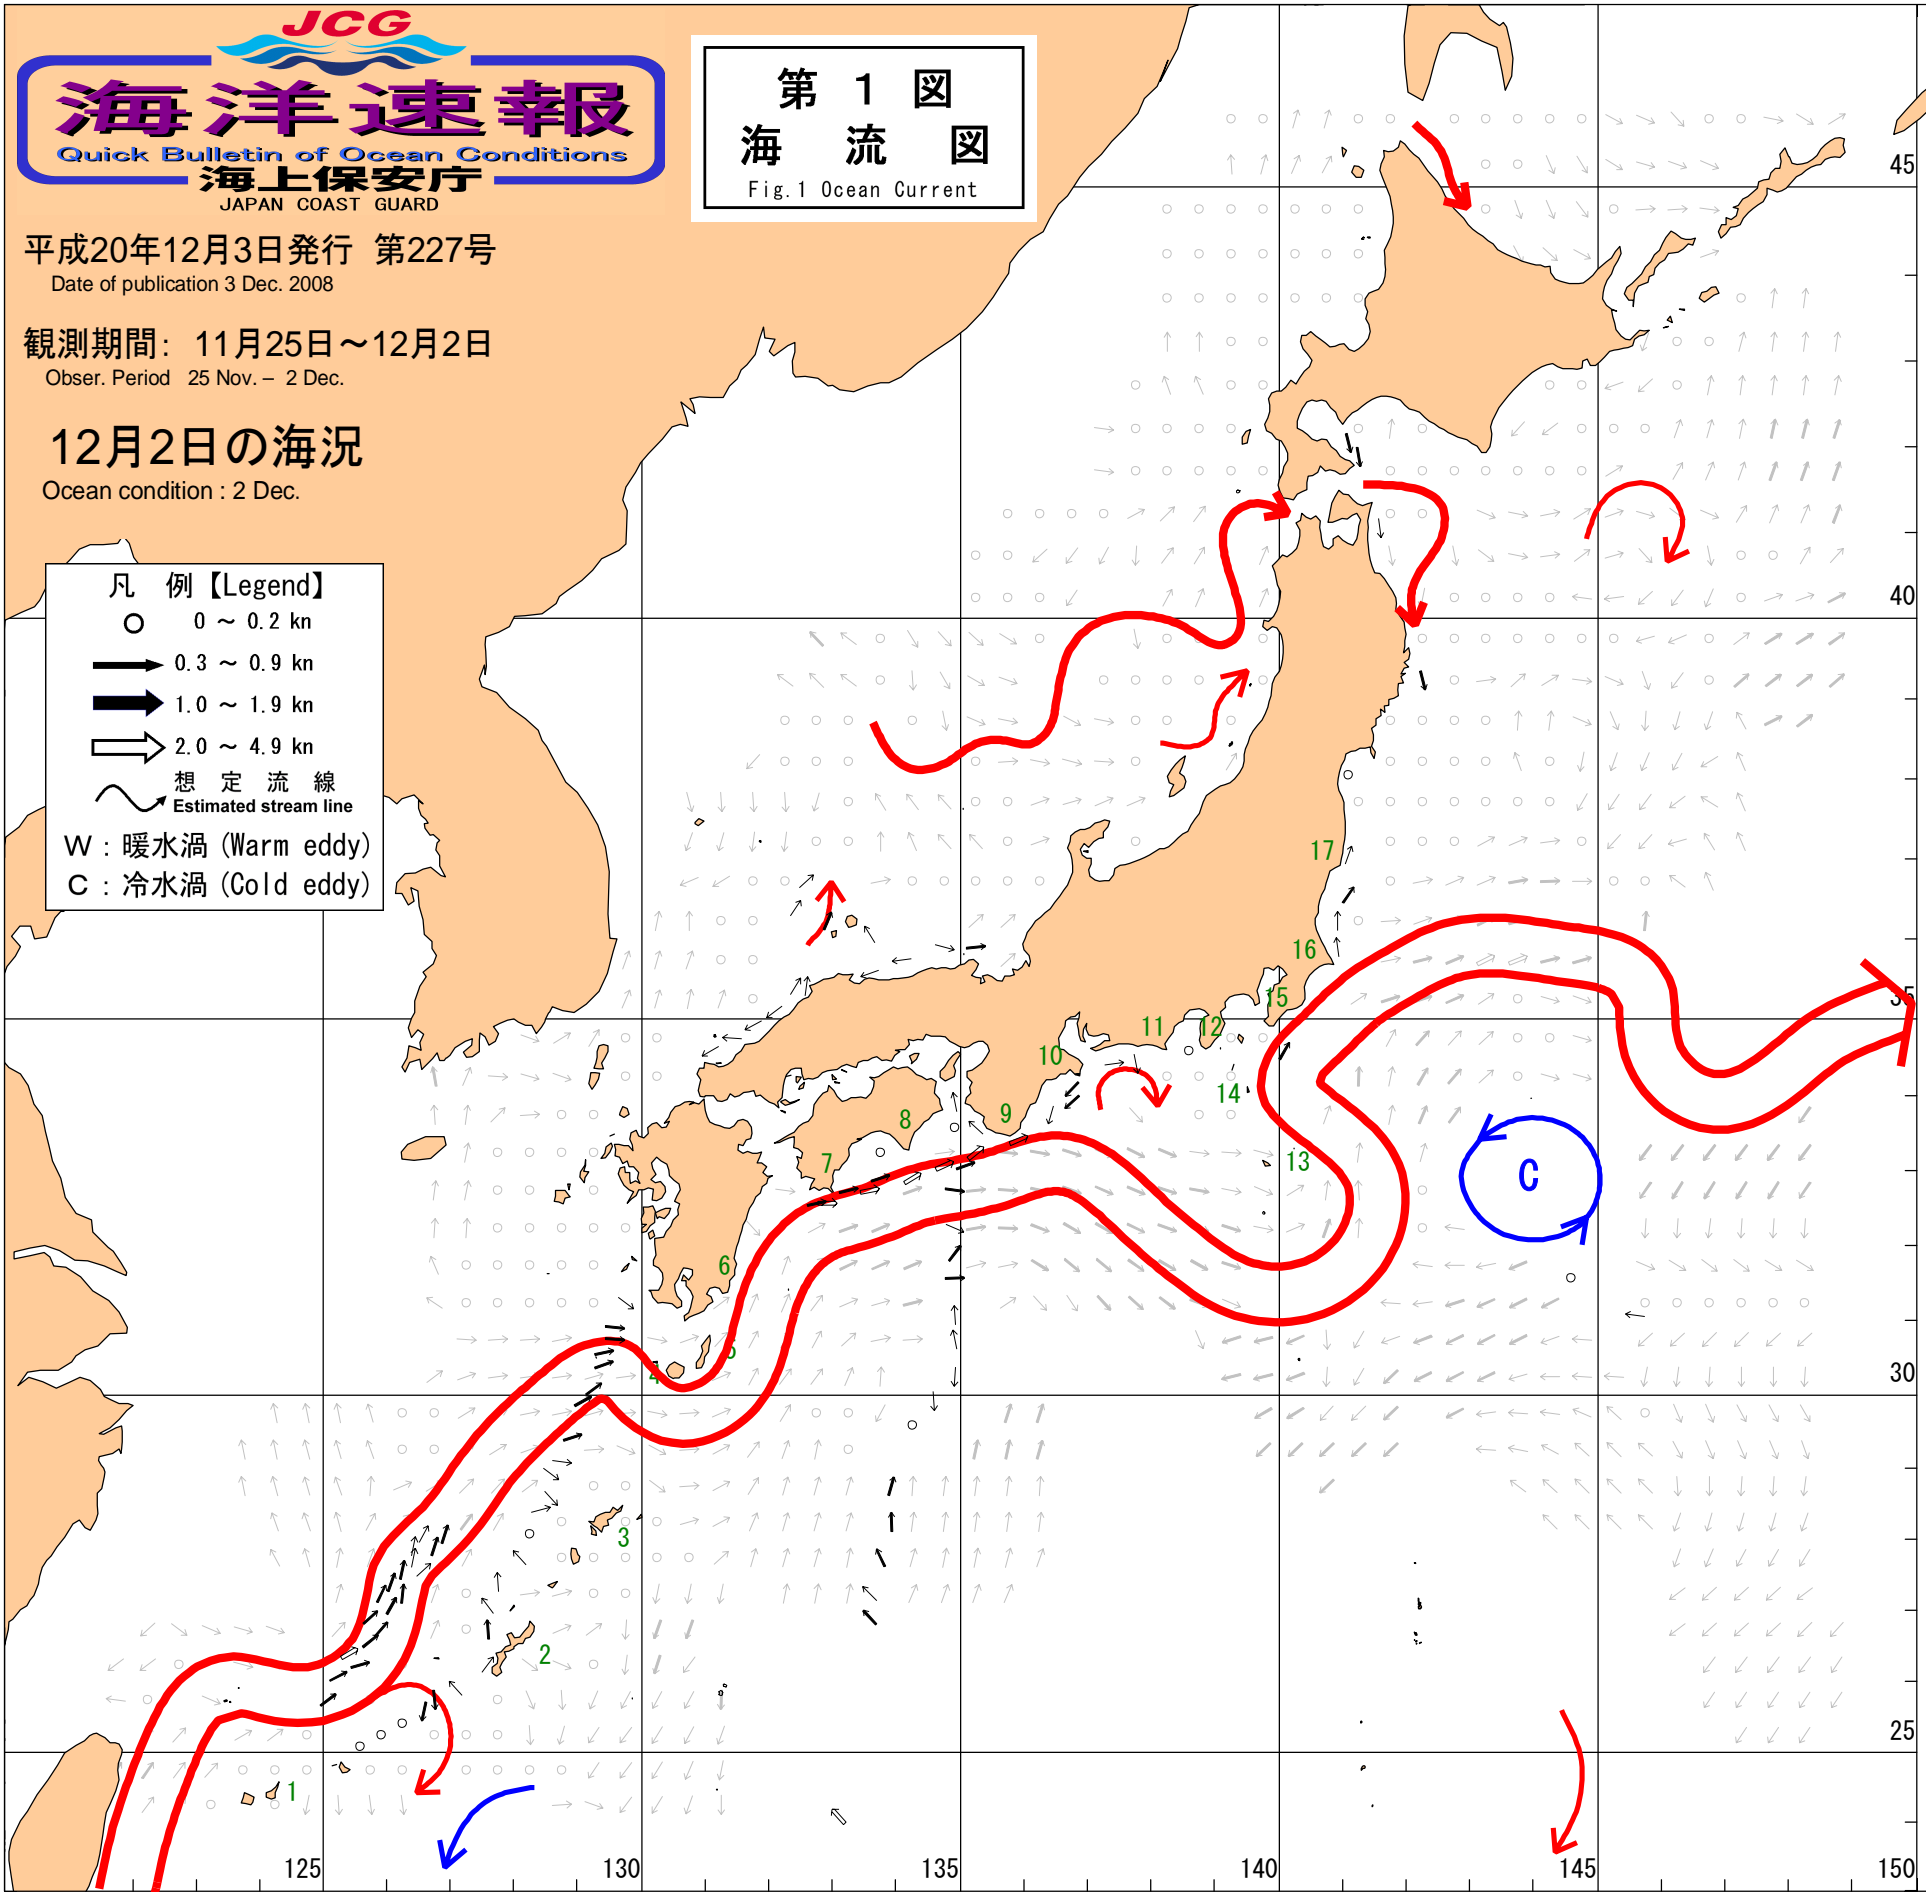 JCG
海洋速報
Quick Bulletin of Ocean Conditions
海上保安庁
JAPAN COAST GUARD
第 1 図
海 流 図
Fig.1 Ocean Current
平成20年12月3日発行 第227号
Date of publication 3 Dec. 2008
観測期間: 11月25日～12月2日
Obser. Period 25 Nov. – 2 Dec.
12月2日の海況
Ocean condition : 2 Dec.
凡 例【Legend】
0 ～ 0.2 kn
0.3 ～ 0.9 kn
1.0 ～ 1.9 kn
2.0 ～ 4.9 kn
想 定 流 線
Estimated stream line
W : 暖水渦 (Warm eddy)
C : 冷水渦 (Cold eddy)
45
40
17
16
15
35
12
11
10
14
9
8
13
7
C
6
5
4
30
3
2
25
1
125
130
135
140
145
150